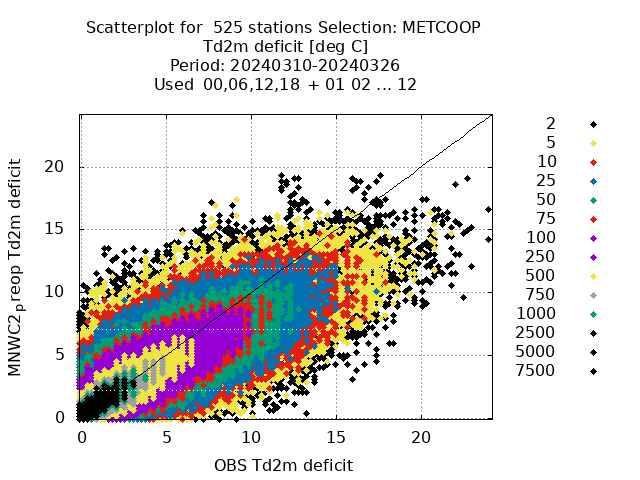 Scatterplot for  525 stations Selection: METCOOP
Td2m deficit [deg C]
Period: 20240310-20240326
Used  00,06,12,18 + 01 02 ... 12
MNWC2_preop Td2m deficit
20
15
10
5
0
0 5 10 15 20
OBS Td2m deficit
2
5
10
25
50
75
100
250
500
750
1000
2500
5000
7500